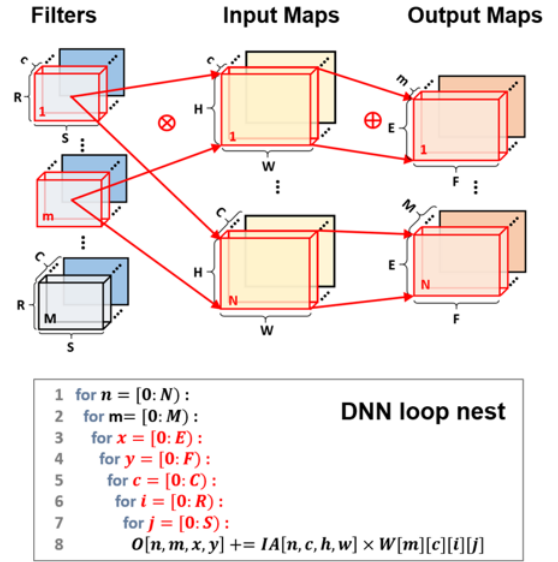 Filters
Input Maps
Output Maps
c
R
1
S
⊗
c
H
1
W
⊕
m
E
1
F
m
C
R
M
S
C
H
N
W
M
E
N
F
DNN loop nest
1 for n = [0: N) :
2 for m= [0: M) :
3 for x = [0: E) :
4 for y = [0: F) :
5 for c = [0: C) :
6 for i = [0: R) :
7 for j = [0: S) :
8 O[n, m, x, y] += IA[n, c, h, w] × W[m][c][i][j]